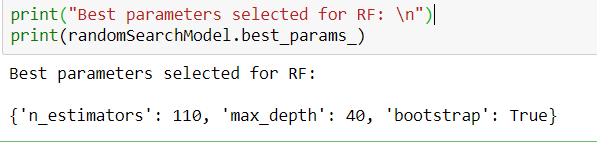 print("Best parameters selected for RF: \n")
print(randomSearchModel.best_params_)
Best parameters selected for RF:
{'n_estimators': 110, 'max_depth': 40, 'bootstrap': True}